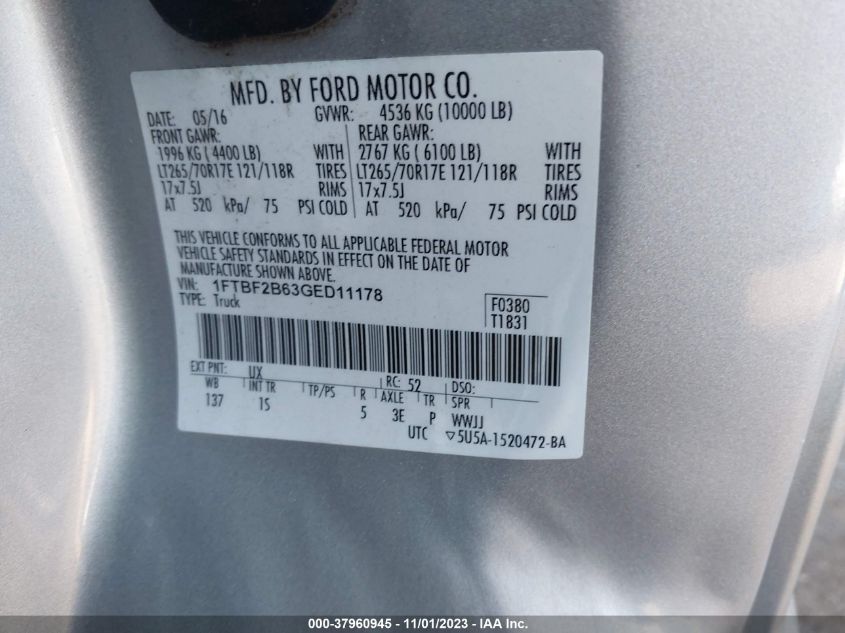 MFD. BY FORD MOTOR CO.
DATE: 05/16 GVWR: 4536 KG (10000 LB)
FRONT GAWR: REAR GAWR:
1996 KG ( 4400 LB) WITH 2767 KG ( 6100 LB) WITH
LT265/70R17E 121/118R TIRES LT265/70R17E 121/118R TIRES
17x7.5J RIMS 17x7.5J RIMS
AT 520 kPa/ 75 PSI COLD AT 520 kPa/ 75 PSI COLD
THIS VEHICLE CONFORMS TO ALL APPLICABLE FEDERAL MOTOR
VEHICLE SAFETY STANDARDS IN EFFECT ON THE DATE OF
MANUFACTURE SHOWN ABOVE.
VIN: 1FTBF2B63GED11178
TYPE: Truck
F0380
T1831
EXT PNT: UX RC: 52 DSO:
WB INT TR TP/PS R AXLE TR SPR
137 1S 5 3E P WWJJ
UTC ▽5U5A-1520472-BA
000-37960945 - 11/01/2023 - IAA Inc.